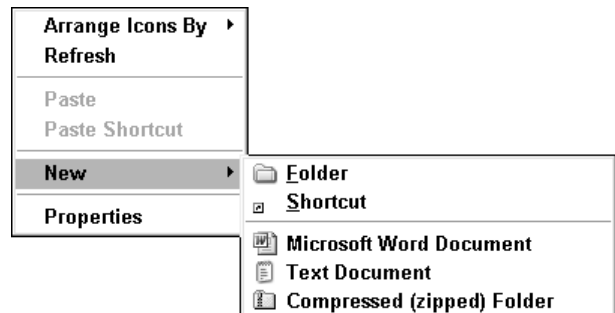 Arrange Icons By
Refresh
Paste
Paste Shortcut
New
Properties
Folder
Shortcut
Microsoft Word Document
Text Document
Compressed (zipped) Folder